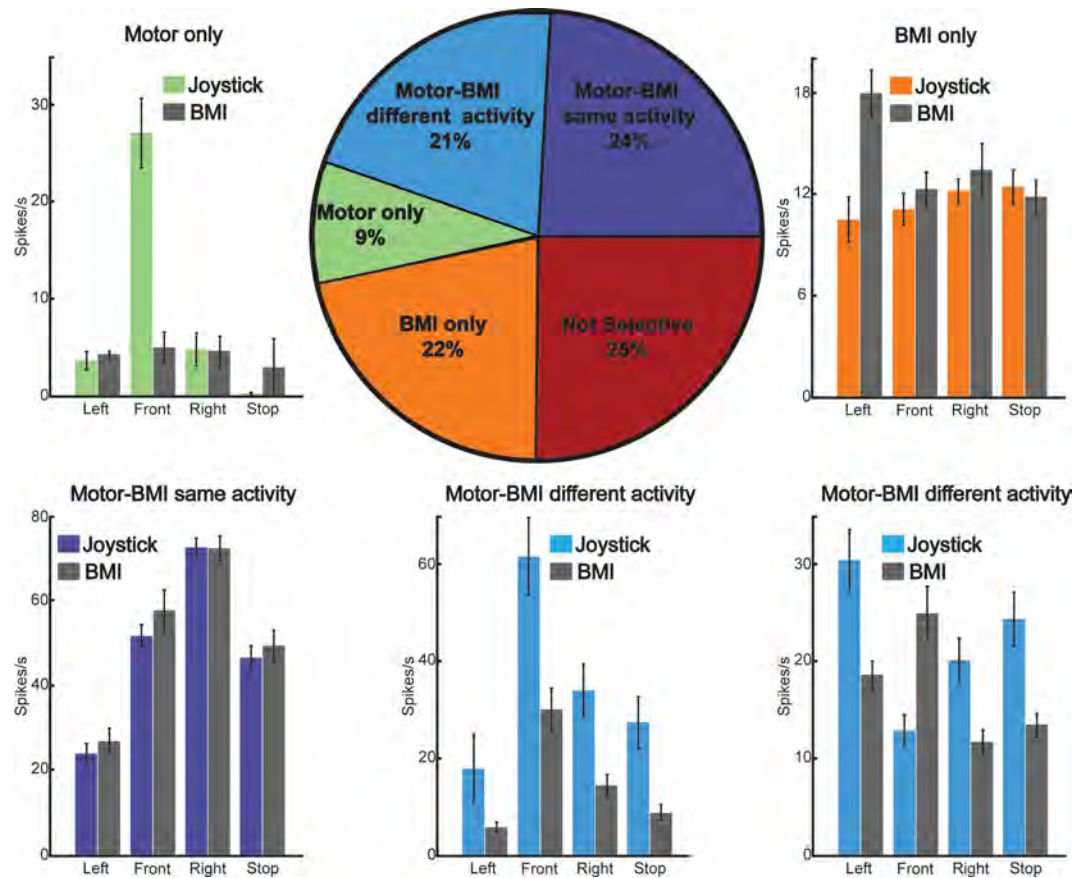 Motor only
Joystick
BMI
Spikes/s
30
20
10
0
Left Front Right Stop
Motor-BMI
different activity
21%
Motor-BMI
same activity
24%
Motor only
9%
BMI only
22%
Not Selective
25%
BMI only
Joystick
BMI
Spikes/s
18
12
6
0
Left Front Right Stop
Motor-BMI same activity
Joystick
BMI
Spikes/s
80
60
40
20
0
Left Front Right Stop
Motor-BMI different activity
Joystick
BMI
Spikes/s
60
40
20
0
Left Front Right Stop
Motor-BMI different activity
Joystick
BMI
Spikes/s
30
20
10
0
Left Front Right Stop